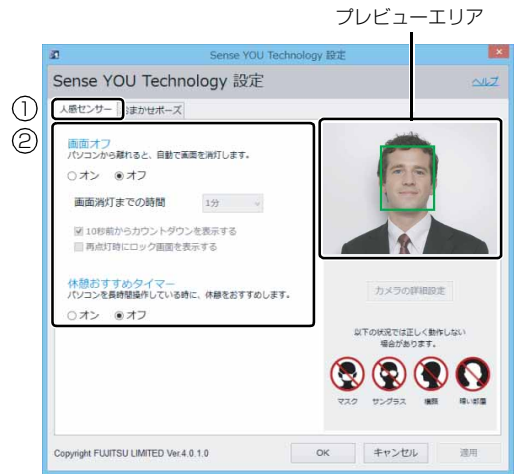 プレビューエリア
Sense YOU Technology 設定
Sense YOU Technology 設定
ヘルプ
① 人感センサー おまかせポーズ
②
画面オフ
パソコンから離れると、自動で画面を消灯します。
オン オフ
画面消灯までの時間 1分
10秒前からカウントダウンを表示する
再点灯時にロック画面を表示する
休憩おすすめタイマー
パソコンを長時間操作している時に、休憩をおすすめします。
オン オフ
カメラの詳細設定
以下の状況では正しく動作しない
場合があります。
マスク サングラス 横顔 暗い部屋
Copyright FUJITSU LIMITED Ver.4.0.1.0
OK キャンセル 適用